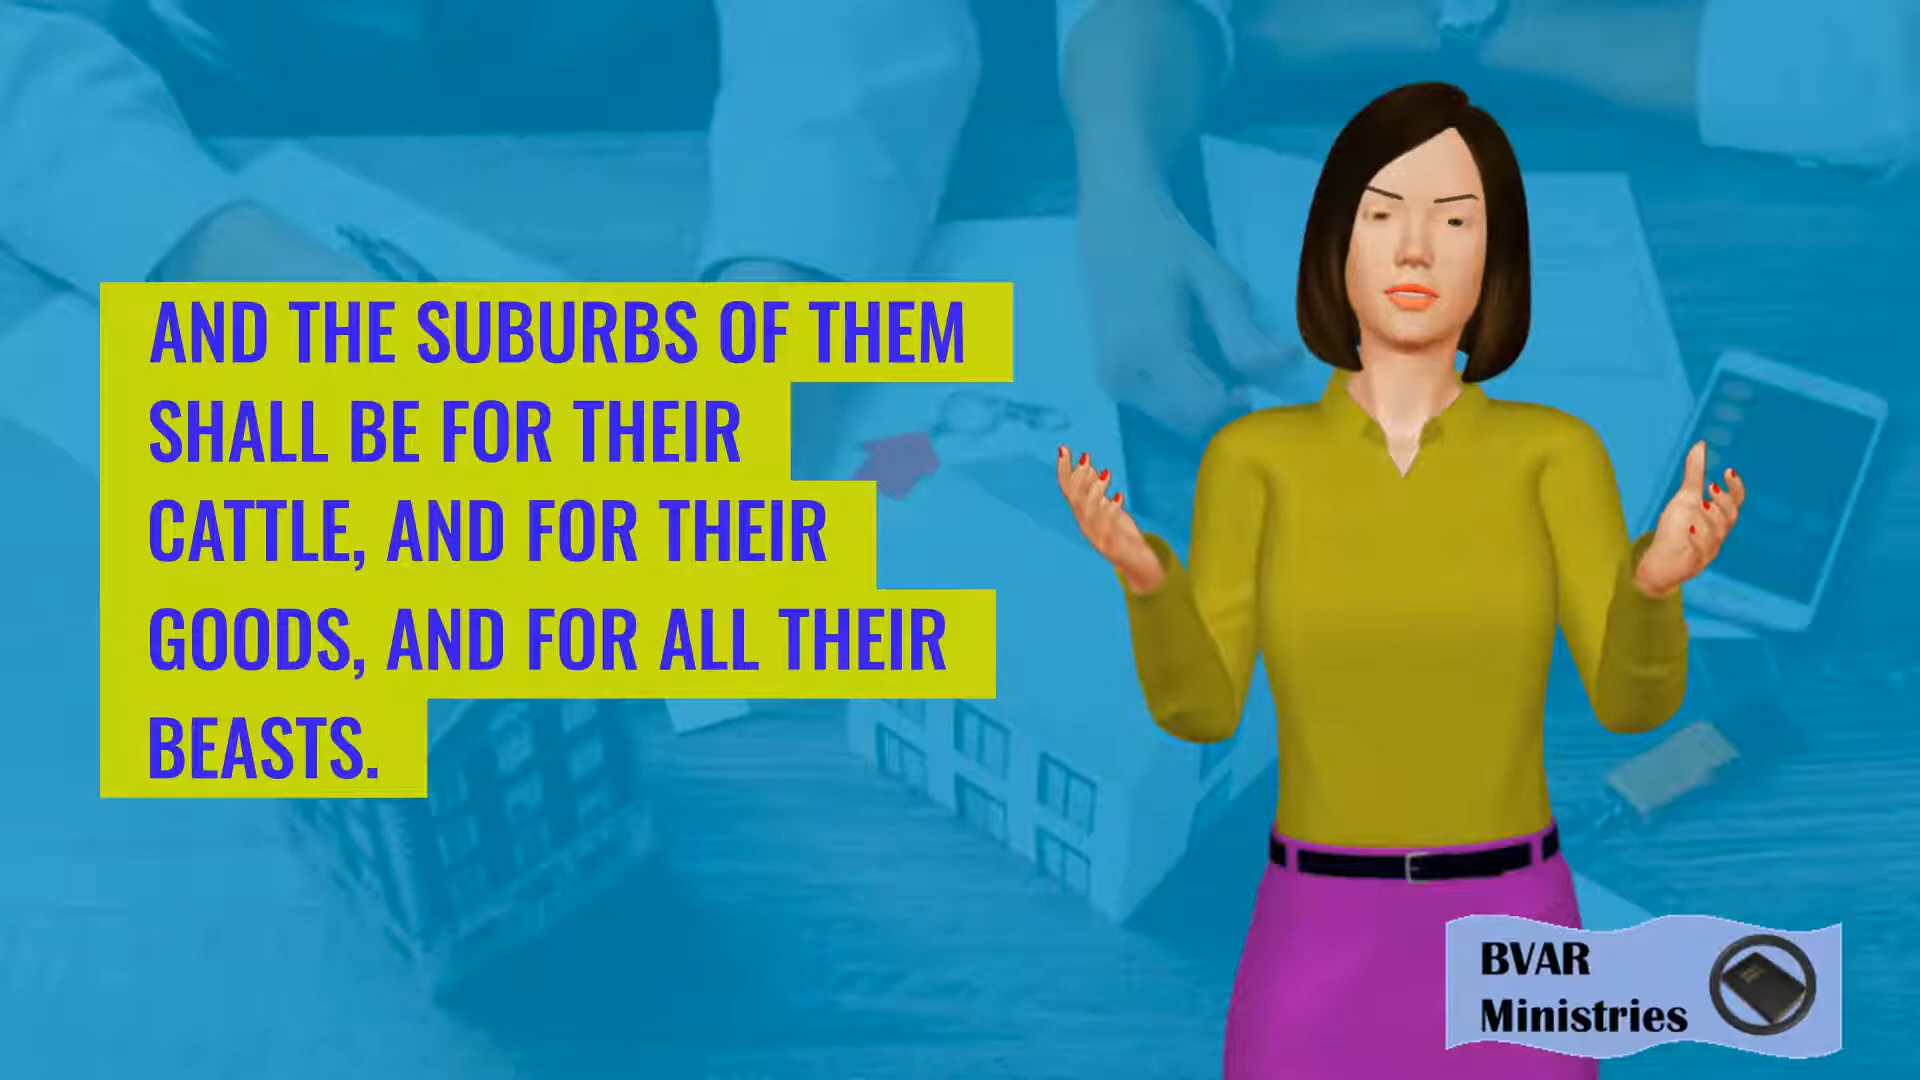 AND THE SUBURBS OF THEM
SHALL BE FOR THEIR
CATTLE, AND FOR THEIR
GOODS, AND FOR ALL THEIR
BEASTS.
BVAR
Ministries